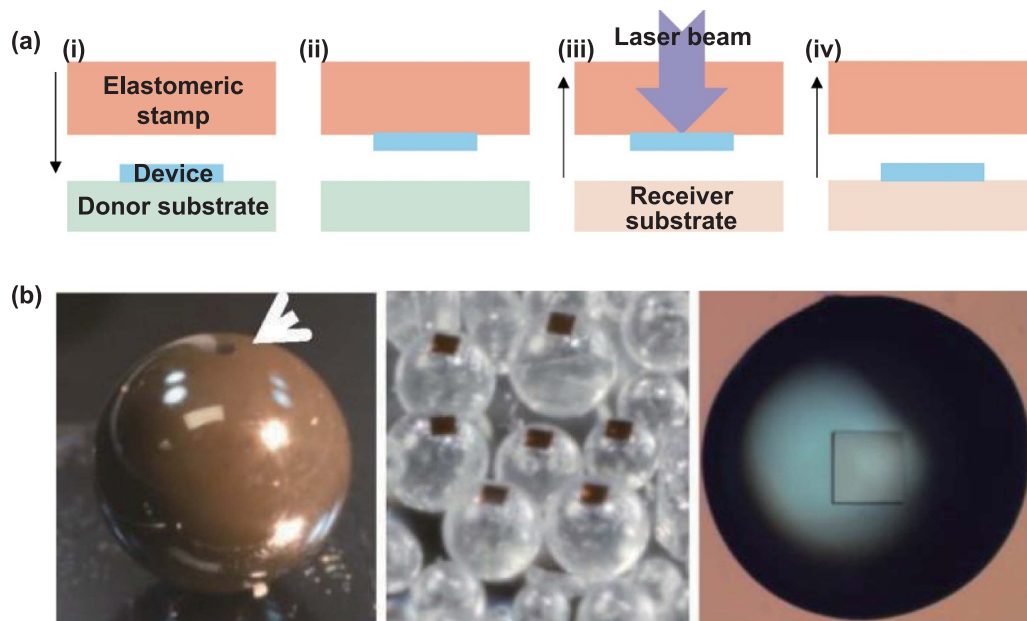 (a)
(i)
(ii)
(iii)
(iv)
Laser beam
Elastomeric
stamp
Device
Donor substrate
Receiver
substrate
(b)